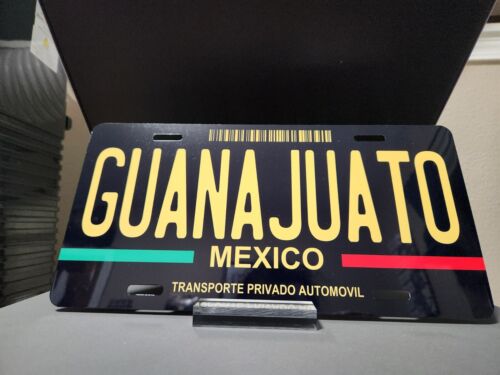 GUANAJUATO
MEXICO
TRANSPORTE PRIVADO AUTOMOVIL